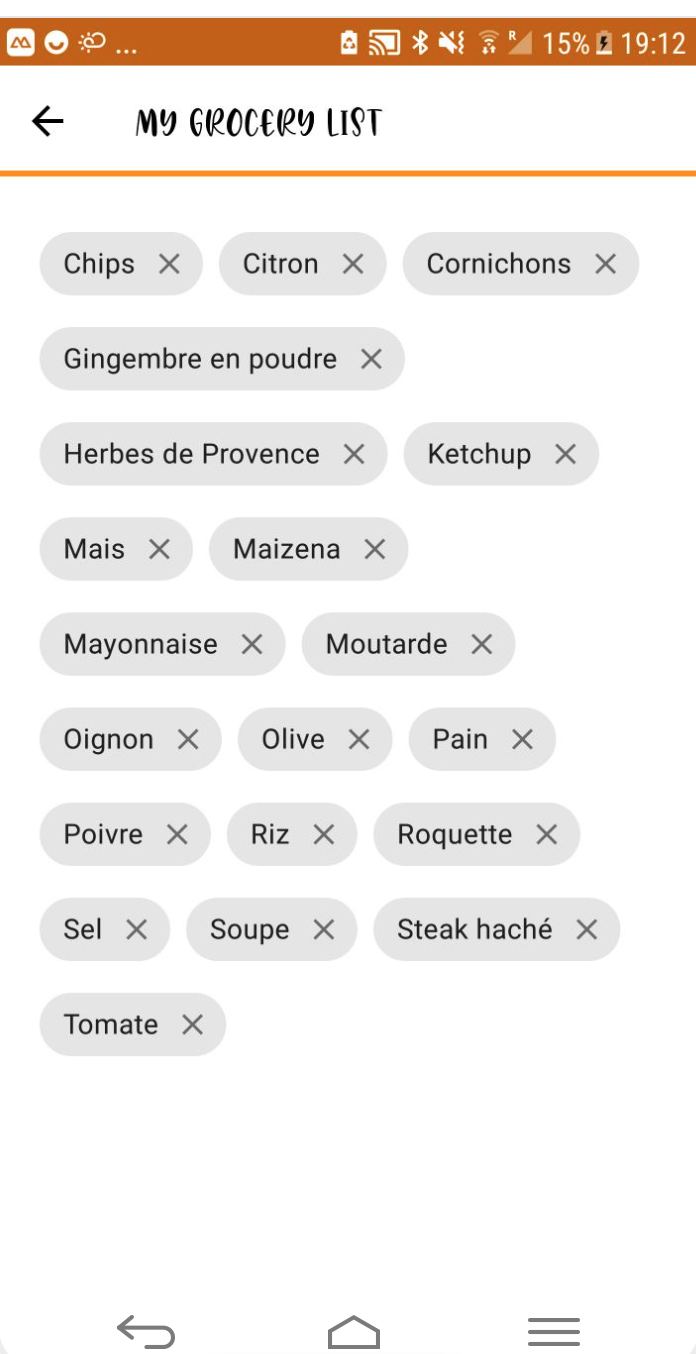 ... R 15% 19:12
MY GROCERY LIST
Chips Citron Cornichons
Gingembre en poudre
Herbes de Provence Ketchup
Mais Maizena
Mayonnaise Moutarde
Oignon Olive Pain
Poivre Riz Roquette
Sel Soupe Steak haché
Tomate